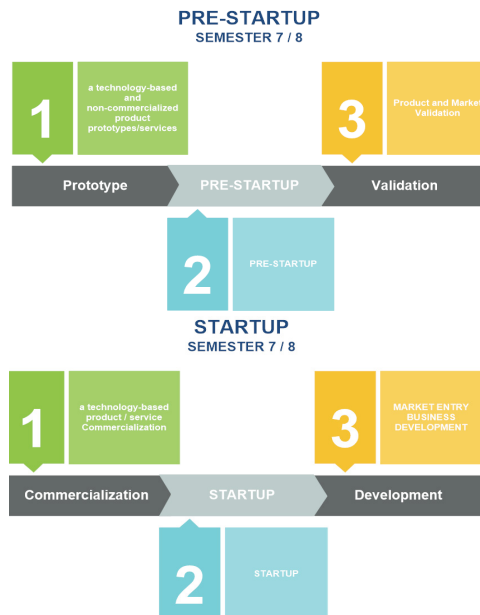 PRE-STARTUP
SEMESTER 7 / 8
1
a technology-based
and
non-commercialized
product
prototypes/services
3
Product and Market
Validation
Prototype
PRE-STARTUP
Validation
2
PRE-STARTUP
STARTUP
SEMESTER 7 / 8
1
a technology-based
product / service
Commercialization
3
MARKET ENTRY
BUSINESS
DEVELOPMENT
Commercialization
STARTUP
Development
2
STARTUP